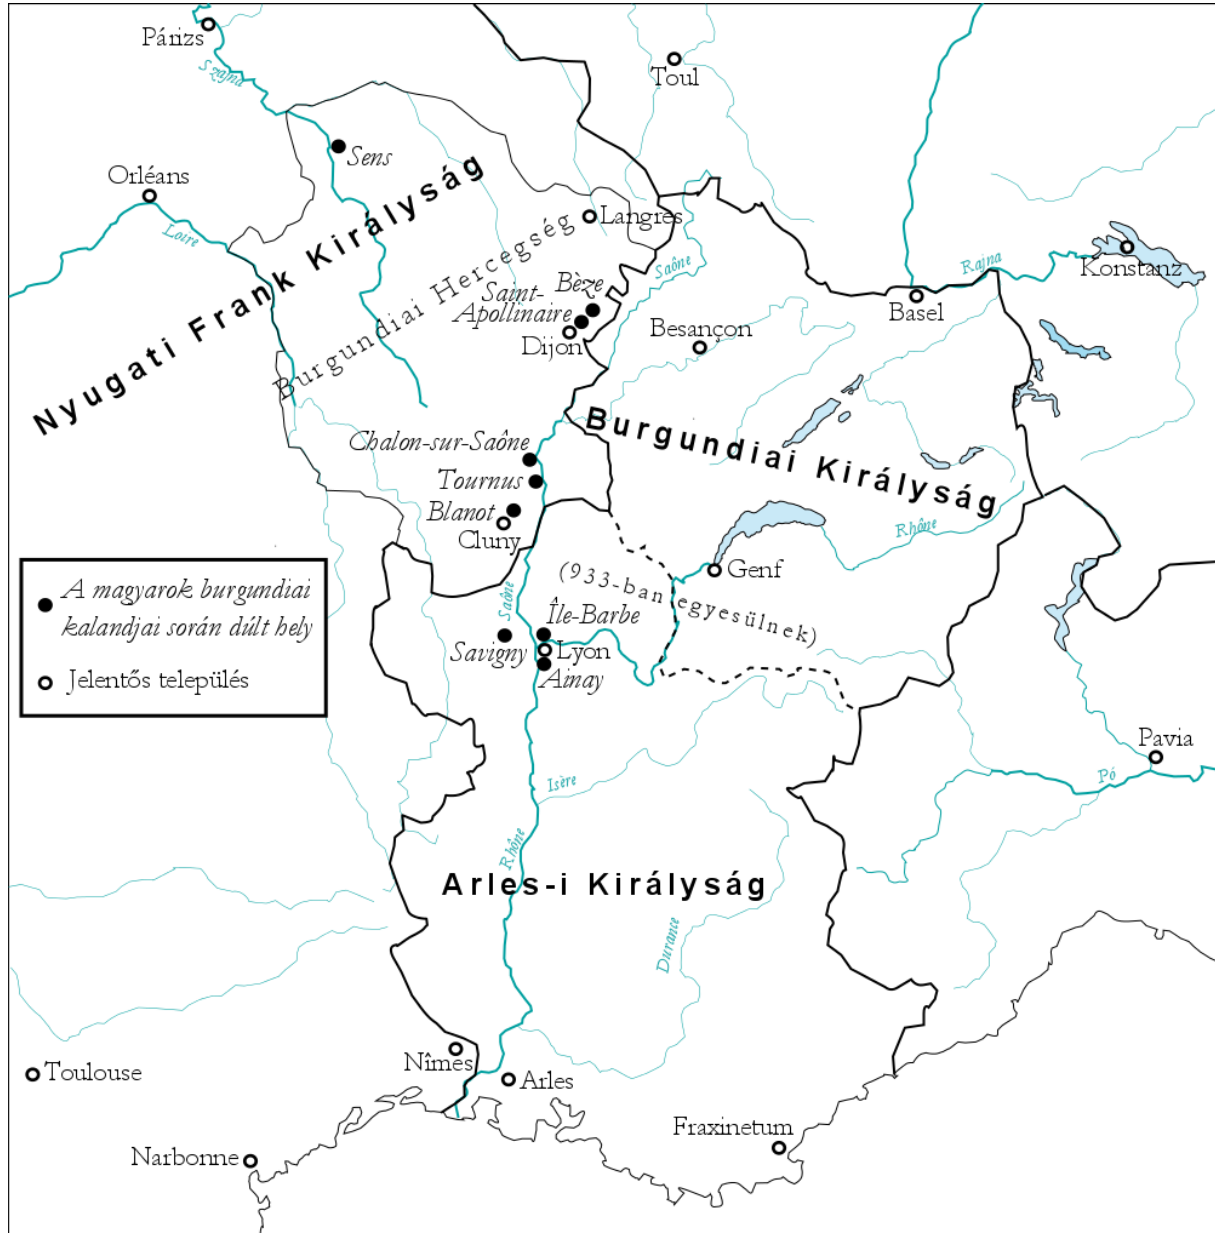 Párizs
Szajna
Toul
Sens
Orléans
Loire
Langres
Nyugati Frank Királyság
Burgundiai Hercegség
Saône
Rajna
Konstanz
Bèze
Saint-
Apollinaire
Dijon
Besançon
Basel
Burgundiai Királyság
Chalon-sur-Saône
Tournus
Blanot
Cluny
Rhône
Genf
(933-ban egyesülnek)
A magyarok burgundiai
kalandjai során dúlt hely
Jelentős település
Saône
Île-Barbe
Savigny
Lyon
Ainay
Isère
Pavia
Pó
Rhône
Arles-i Királyság
Durance
Nîmes
Toulouse
Arles
Fraxinetum
Narbonne